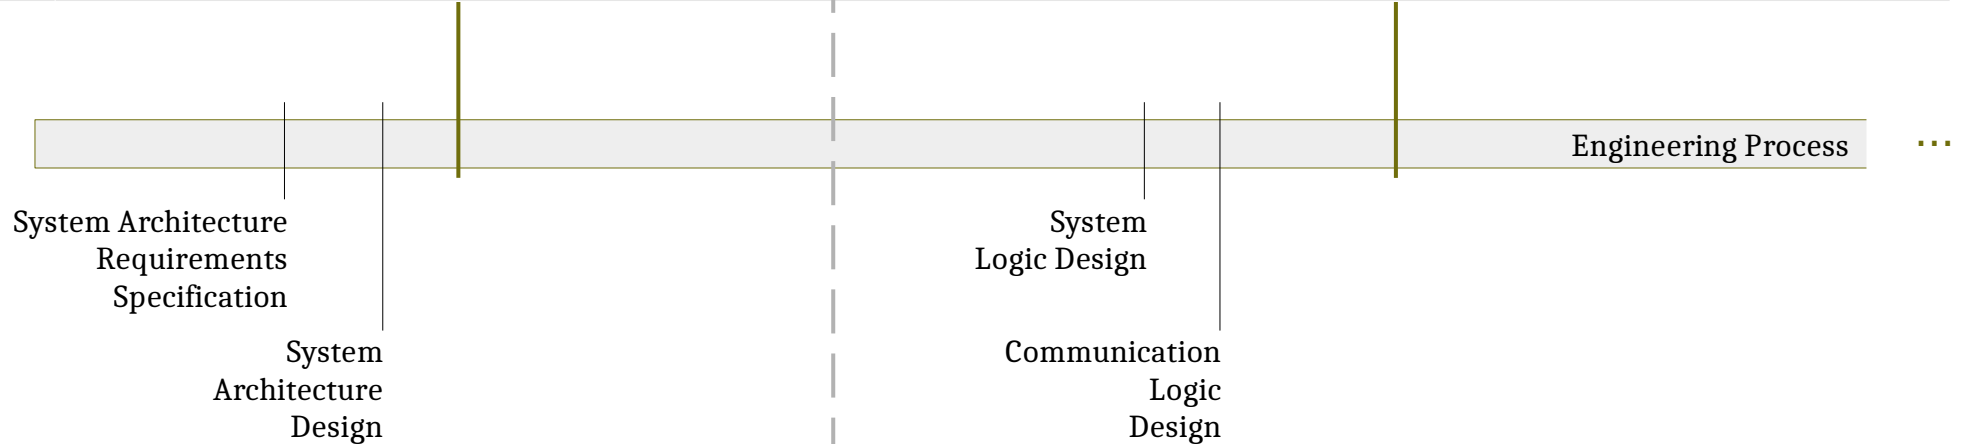 Engineering Process
...
System Architecture
Requirements
Specification
System
Architecture
Design
System
Logic Design
Communication
Logic
Design